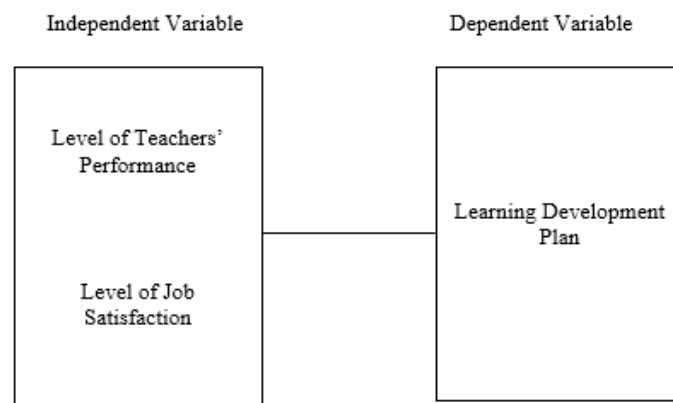 Independent Variable
Dependent Variable
Level of Teachers’
Performance
Level of Job
Satisfaction
Learning Development
Plan